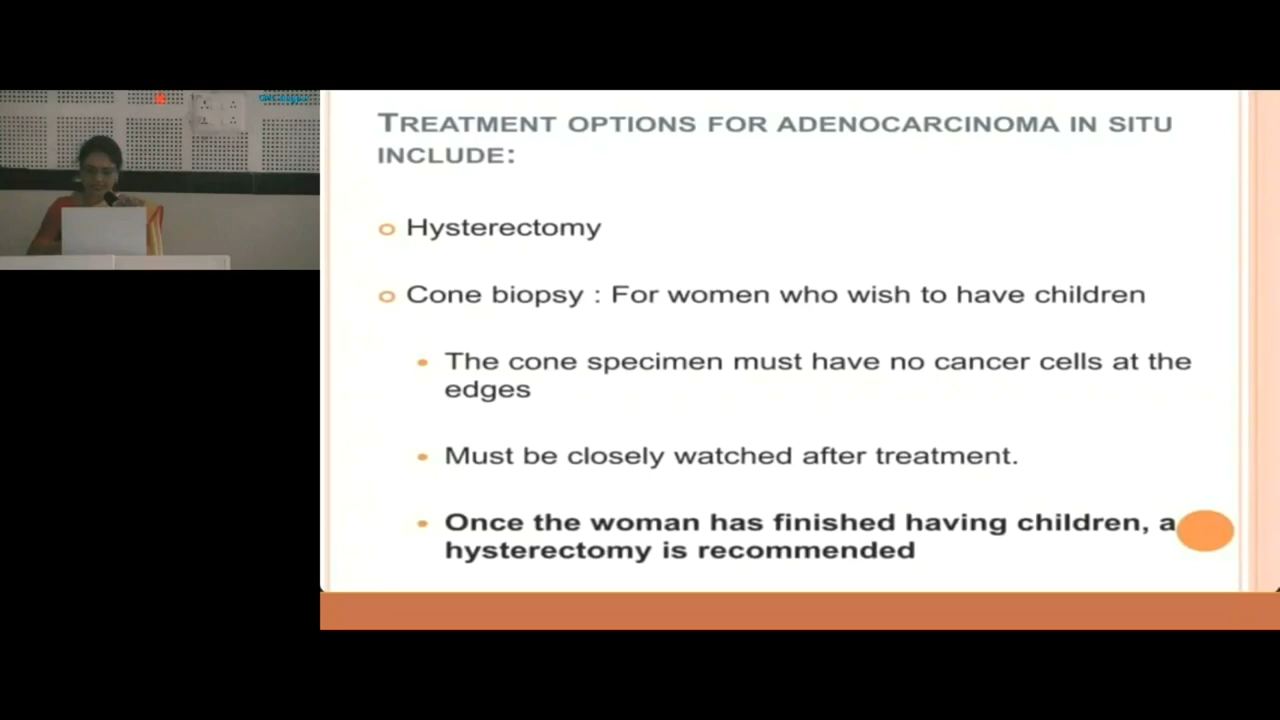 TREATMENT OPTIONS FOR ADENOCARCINOMA IN SITU
INCLUDE:
Hysterectomy
Cone biopsy : For women who wish to have children
The cone specimen must have no cancer cells at the
edges
Must be closely watched after treatment.
Once the woman has finished having children, a
hysterectomy is recommended